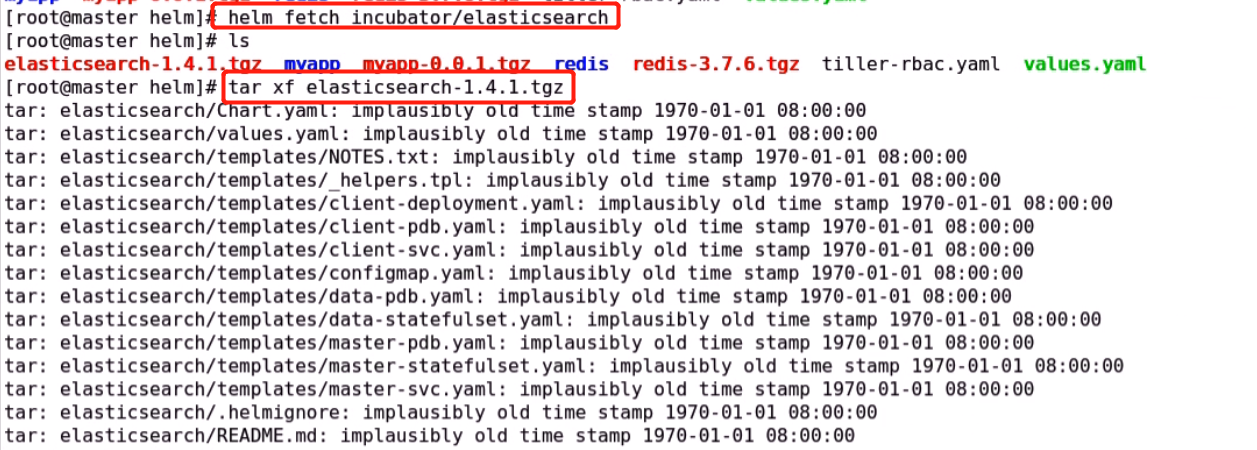 [root@master helm]# helm fetch incubator/elasticsearch
[root@master helm]# ls
elasticsearch-1.4.1.tgz myapp myapp-0.0.1.tgz redis redis-3.7.6.tgz tiller-rbac.yaml values.yaml
[root@master helm]# tar xf elasticsearch-1.4.1.tgz
tar: elasticsearch/Chart.yaml: implausibly old time stamp 1970-01-01 08:00:00
tar: elasticsearch/values.yaml: implausibly old time stamp 1970-01-01 08:00:00
tar: elasticsearch/templates/NOTES.txt: implausibly old time stamp 1970-01-01 08:00:00
tar: elasticsearch/templates/_helpers.tpl: implausibly old time stamp 1970-01-01 08:00:00
tar: elasticsearch/templates/client-deployment.yaml: implausibly old time stamp 1970-01-01 08:00:00
tar: elasticsearch/templates/client-pdb.yaml: implausibly old time stamp 1970-01-01 08:00:00
tar: elasticsearch/templates/client-svc.yaml: implausibly old time stamp 1970-01-01 08:00:00
tar: elasticsearch/templates/configmap.yaml: implausibly old time stamp 1970-01-01 08:00:00
tar: elasticsearch/templates/data-pdb.yaml: implausibly old time stamp 1970-01-01 08:00:00
tar: elasticsearch/templates/data-statefulset.yaml: implausibly old time stamp 1970-01-01 08:00:00
tar: elasticsearch/templates/master-pdb.yaml: implausibly old time stamp 1970-01-01 08:00:00
tar: elasticsearch/templates/master-statefulset.yaml: implausibly old time stamp 1970-01-01 08:00:00
tar: elasticsearch/templates/master-svc.yaml: implausibly old time stamp 1970-01-01 08:00:00
tar: elasticsearch/.helmignore: implausibly old time stamp 1970-01-01 08:00:00
tar: elasticsearch/README.md: implausibly old time stamp 1970-01-01 08:00:00